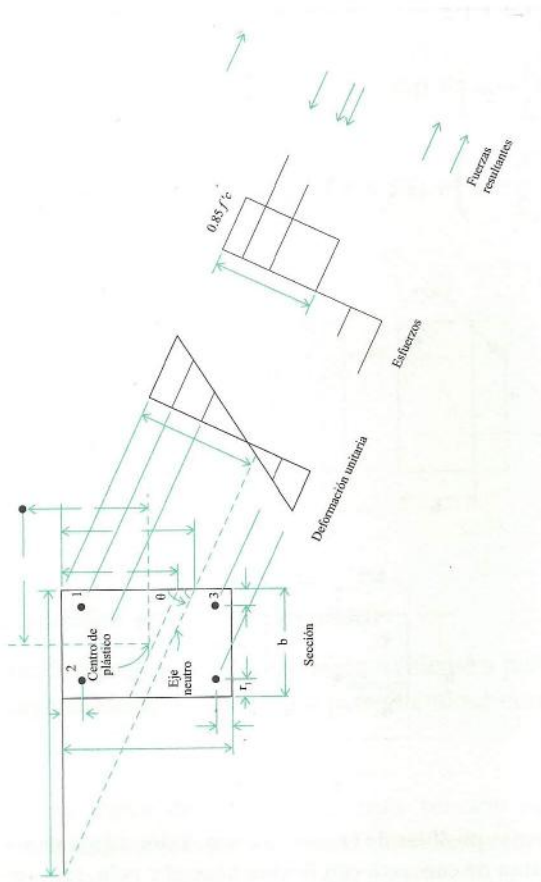 2
1
Centro de
plástico
θ
Eje
neutro
3
r₁
b
Sección
Deformación unitaria
0.85 f'c
Esfuerzos
Fuerzas
resultantes